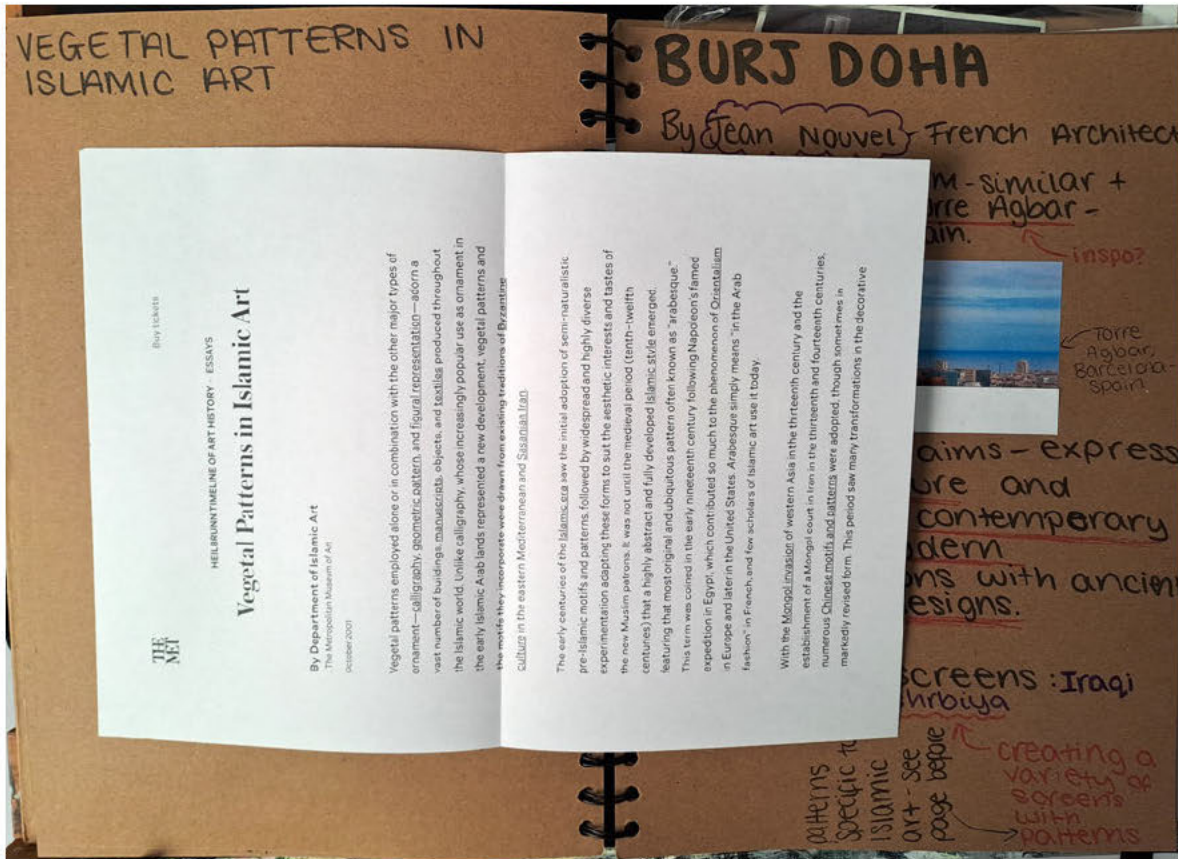 VEGETAL PATTERNS IN
ISLAMIC ART
THE
MET
Buy tickets
HEILBRUNN TIMELINE OF ART HISTORY ESSAYS
Vegetal Patterns in Islamic Art
By Department of Islamic Art
The Metropolitan Museum of Art
October 2001
Vegetal patterns employed alone or in combination with the other major types of
ornament—calligraphy, geometric pattern, and figural representation—adorn a
vast number of buildings, manuscripts, objects, and textiles produced throughout
the Islamic world. Unlike calligraphy, whose increasingly popular use as ornament in
the early Islamic Arab lands represented a new development, vegetal patterns and
the motifs they incorporate were drawn from existing traditions of Byzantine
culture in the eastern Mediterranean and Sasanian Iran.
The early centuries of the Islamic era saw the initial adoption of semi-naturalistic
pre-Islamic motifs and patterns, followed by widespread and highly diverse
experimentation adapting these forms to suit the aesthetic interests and tastes of
the new Muslim patrons. It was not until the medieval period (tenth–twelfth
centuries) that a highly abstract and fully developed Islamic style emerged,
featuring that most original and ubiquitous pattern often known as "arabesque."
This term was coined in the early nineteenth century following Napoleon's famed
expedition in Egypt, which contributed so much to the phenomenon of Orientalism
in Europe and later in the United States. Arabesque simply means "in the Arab
fashion" in French, and few scholars of Islamic art use it today.
With the Mongol invasion of western Asia in the thirteenth century and the
establishment of a Mongol court in Iran in the thirteenth and fourteenth centuries,
numerous Chinese motifs and patterns were adopted, though sometimes in
markedly revised form. This period saw many transformations in the decorative
BURJ DOHA
By Jean Nouvel - French Architect
m - similar +
rre Agbar -
ain.
inspo?
Torre
Agbar,
Barcelona -
Spain
aims - express
ure and
contemporary
dern
ons with ancien
esigns.
screens : Iraqi
hrbiya
creating a
variety of
screens
with
patterns
patterns
specific to
Islamic
art - see
page before